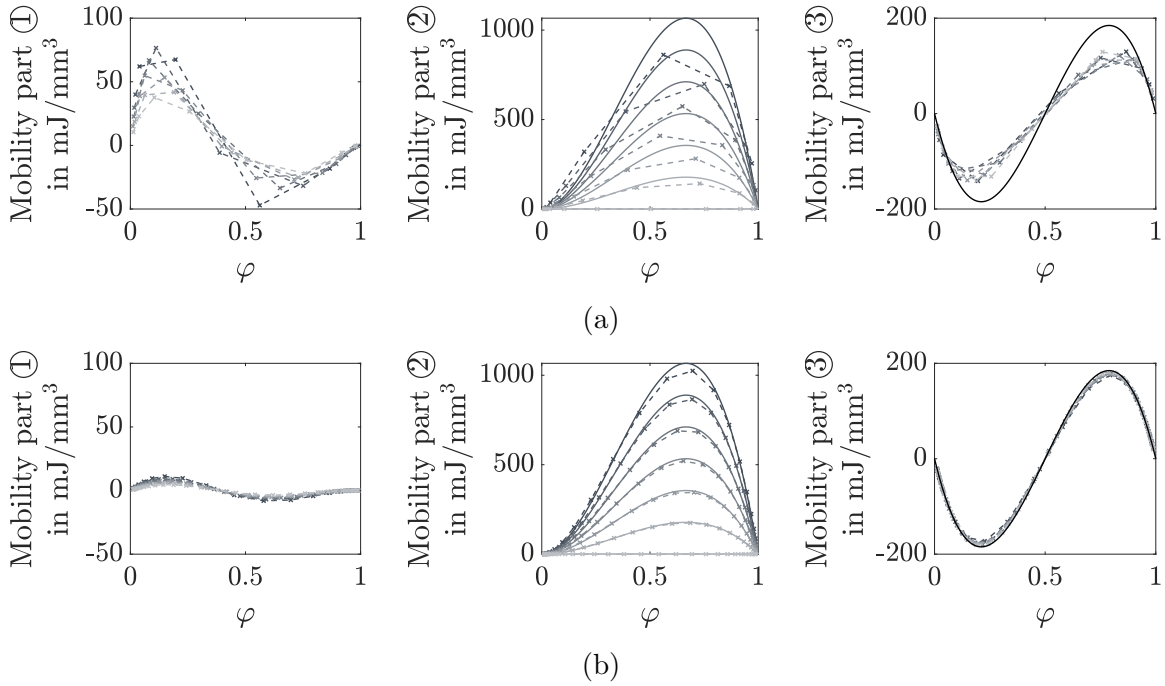 Mobility part ①
in mJ/mm³
100
50
0
-50
0
0.5
1
φ
Mobility part ②
in mJ/mm³
1000
500
0
0
0.5
1
φ
Mobility part ③
in mJ/mm³
200
0
-200
0
0.5
1
φ
(a)
Mobility part ①
in mJ/mm³
100
50
0
-50
0
0.5
1
φ
Mobility part ②
in mJ/mm³
1000
500
0
0
0.5
1
φ
Mobility part ③
in mJ/mm³
200
0
-200
0
0.5
1
φ
(b)